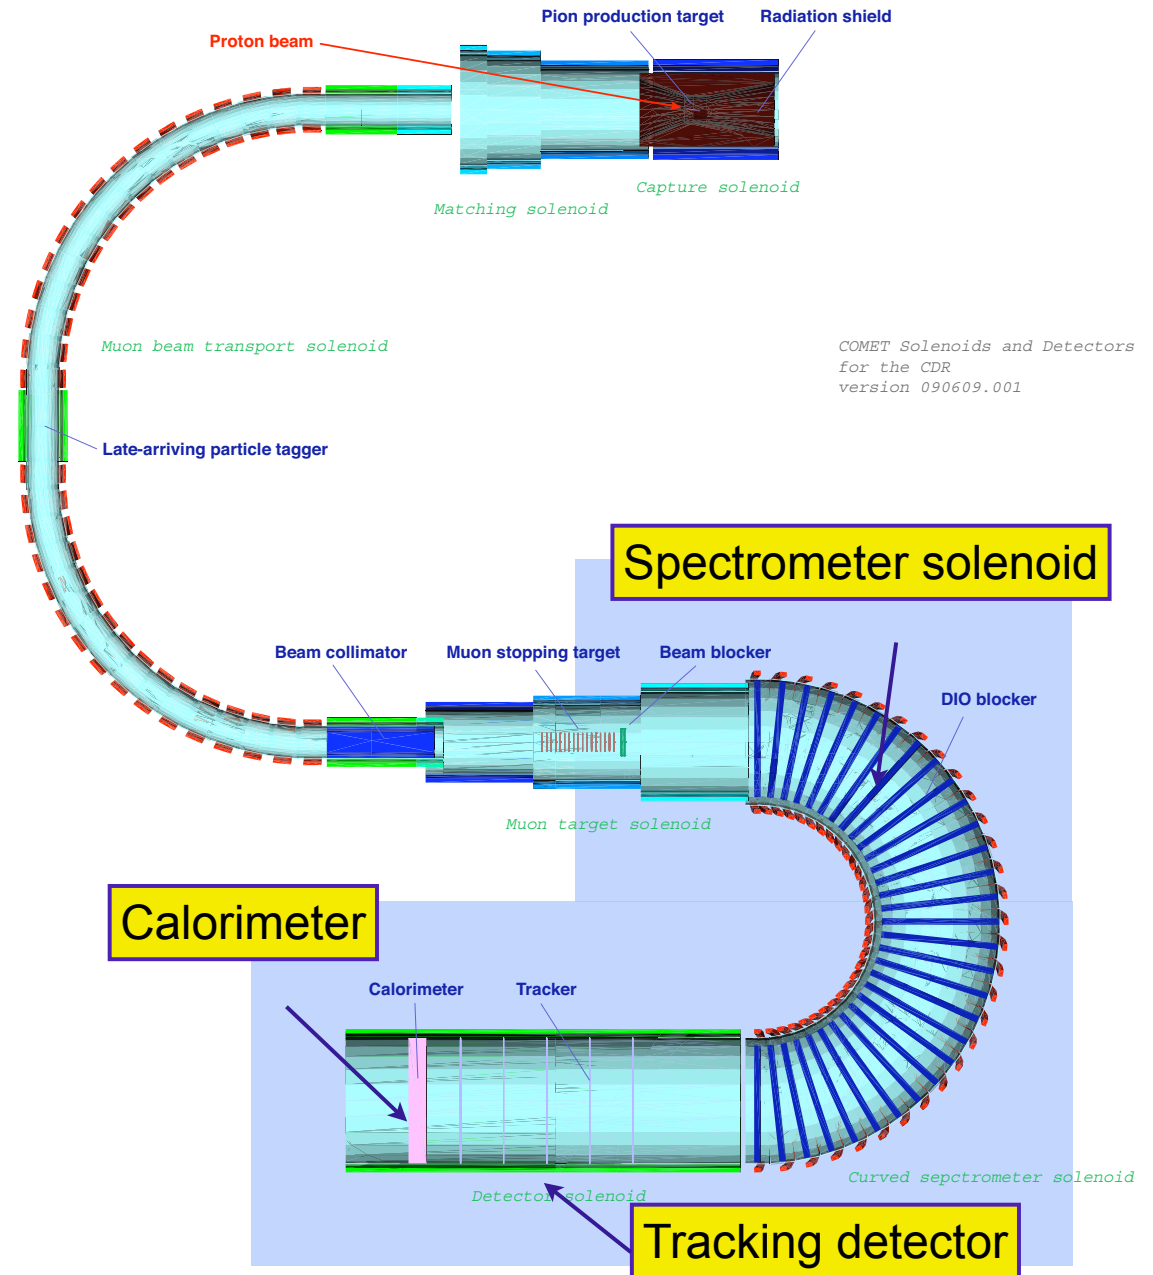 Pion production target
Radiation shield
Proton beam
Capture solenoid
Matching solenoid
Muon beam transport solenoid
COMET Solenoids and Detectors
for the CDR
version 090609.001
Late-arriving particle tagger
Spectrometer solenoid
Beam collimator
Muon stopping target
Beam blocker
DIO blocker
Muon target solenoid
Calorimeter
Calorimeter
Tracker
Curved sepctrometer solenoid
Detector solenoid
Tracking detector